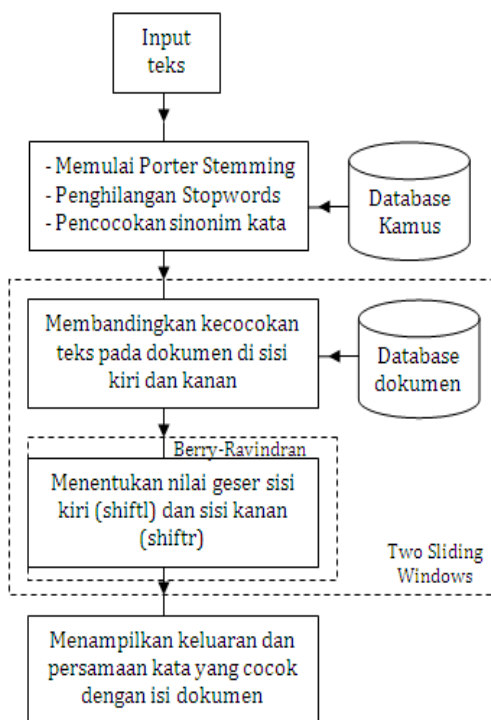 Input
teks
- Memulai Porter Stemming
- Penghilangan Stopwords
- Pencocokan sinonim kata
Database
Kamus
Membandingkan kecocokan
teks pada dokumen di sisi
kiri dan kanan
Database
dokumen
Berry-Ravindran
Menentukan nilai geser sisi
kiri (shiftl) dan sisi kanan
(shiftr)
Two Sliding
Windows
Menampilkan keluaran dan
persamaan kata yang cocok
dengan isi dokumen